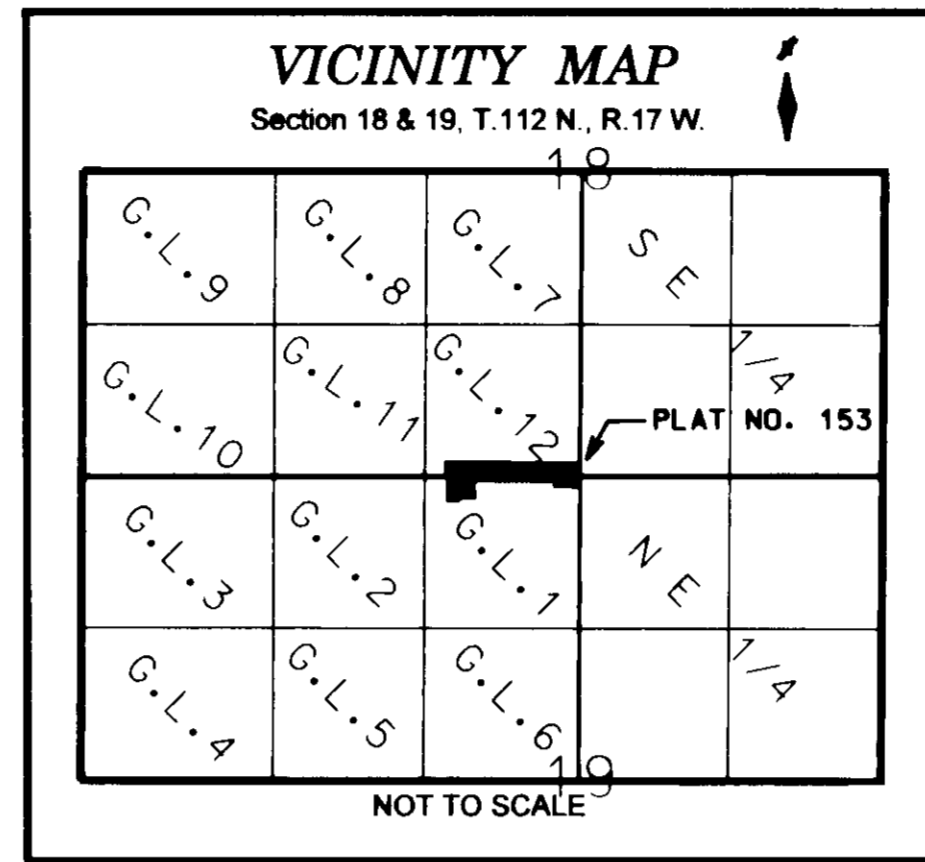 VICINITY MAP
Section 18 & 19, T.112 N., R.17 W.
18
G.L.9
G.L.8
G.L.7
SE
1/4
G.L.10
G.L.11
G.L.12
PLAT NO. 153
G.L.3
G.L.2
G.L.1
NE
1/4
G.L.4
G.L.5
G.L.6
19
NOT TO SCALE